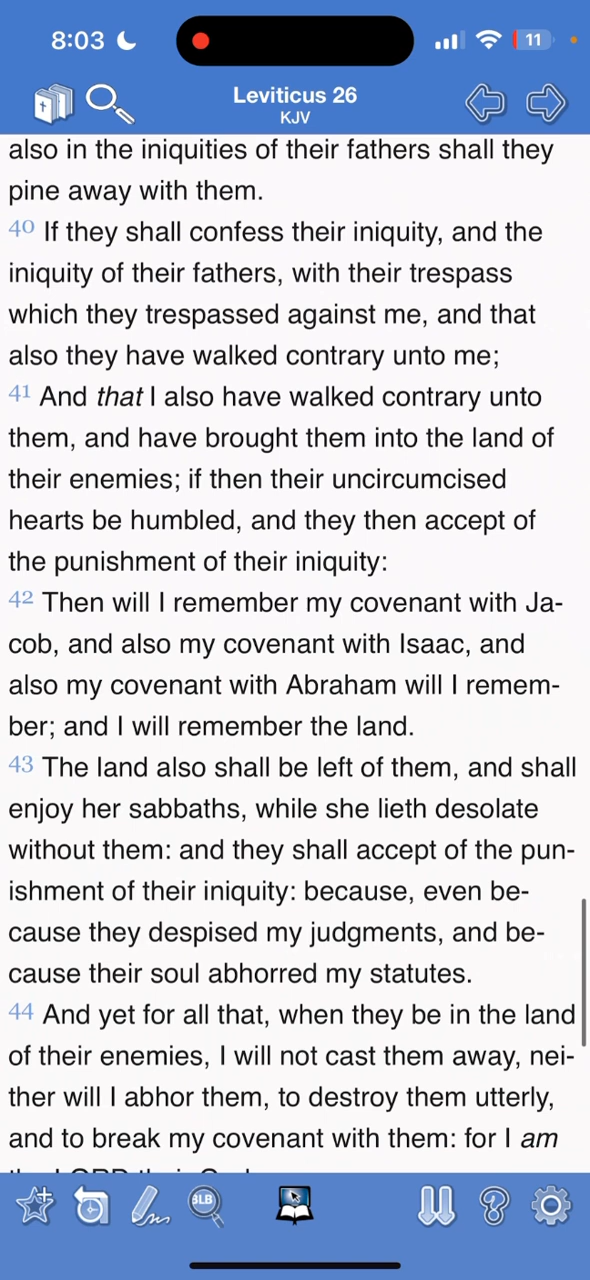 8:03
11
Leviticus 26
KJV
also in the iniquities of their fathers shall they
pine away with them.
40 If they shall confess their iniquity, and the
iniquity of their fathers, with their trespass
which they trespassed against me, and that
also they have walked contrary unto me;
41 And that I also have walked contrary unto
them, and have brought them into the land of
their enemies; if then their uncircumcised
hearts be humbled, and they then accept of
the punishment of their iniquity:
42 Then will I remember my covenant with Ja-
cob, and also my covenant with Isaac, and
also my covenant with Abraham will I remem-
ber; and I will remember the land.
43 The land also shall be left of them, and shall
enjoy her sabbaths, while she lieth desolate
without them: and they shall accept of the pun-
ishment of their iniquity: because, even be-
cause they despised my judgments, and be-
cause their soul abhorred my statutes.
44 And yet for all that, when they be in the land
of their enemies, I will not cast them away, nei-
ther will I abhor them, to destroy them utterly,
and to break my covenant with them: for I am
BLB